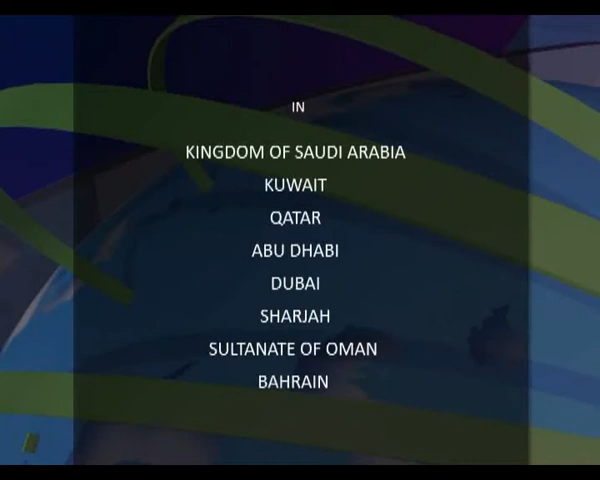 IN
KINGDOM OF SAUDI ARABIA
KUWAIT
QATAR
ABU DHABI
DUBAI
SHARJAH
SULTANATE OF OMAN
BAHRAIN